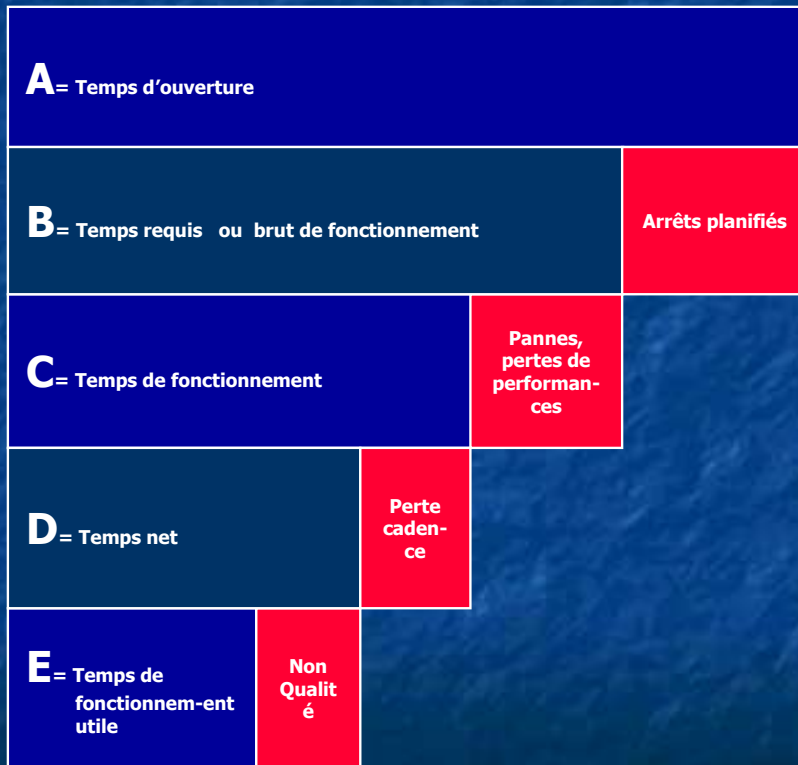 A= Temps d’ouverture
B= Temps requis ou brut de fonctionnement
Arrêts planifiés
C= Temps de fonctionnement
Pannes,
pertes de
performan-
ces
D= Temps net
Perte
caden-
ce
E= Temps de
fonctionnem-ent
utile
Non
Qualit
é